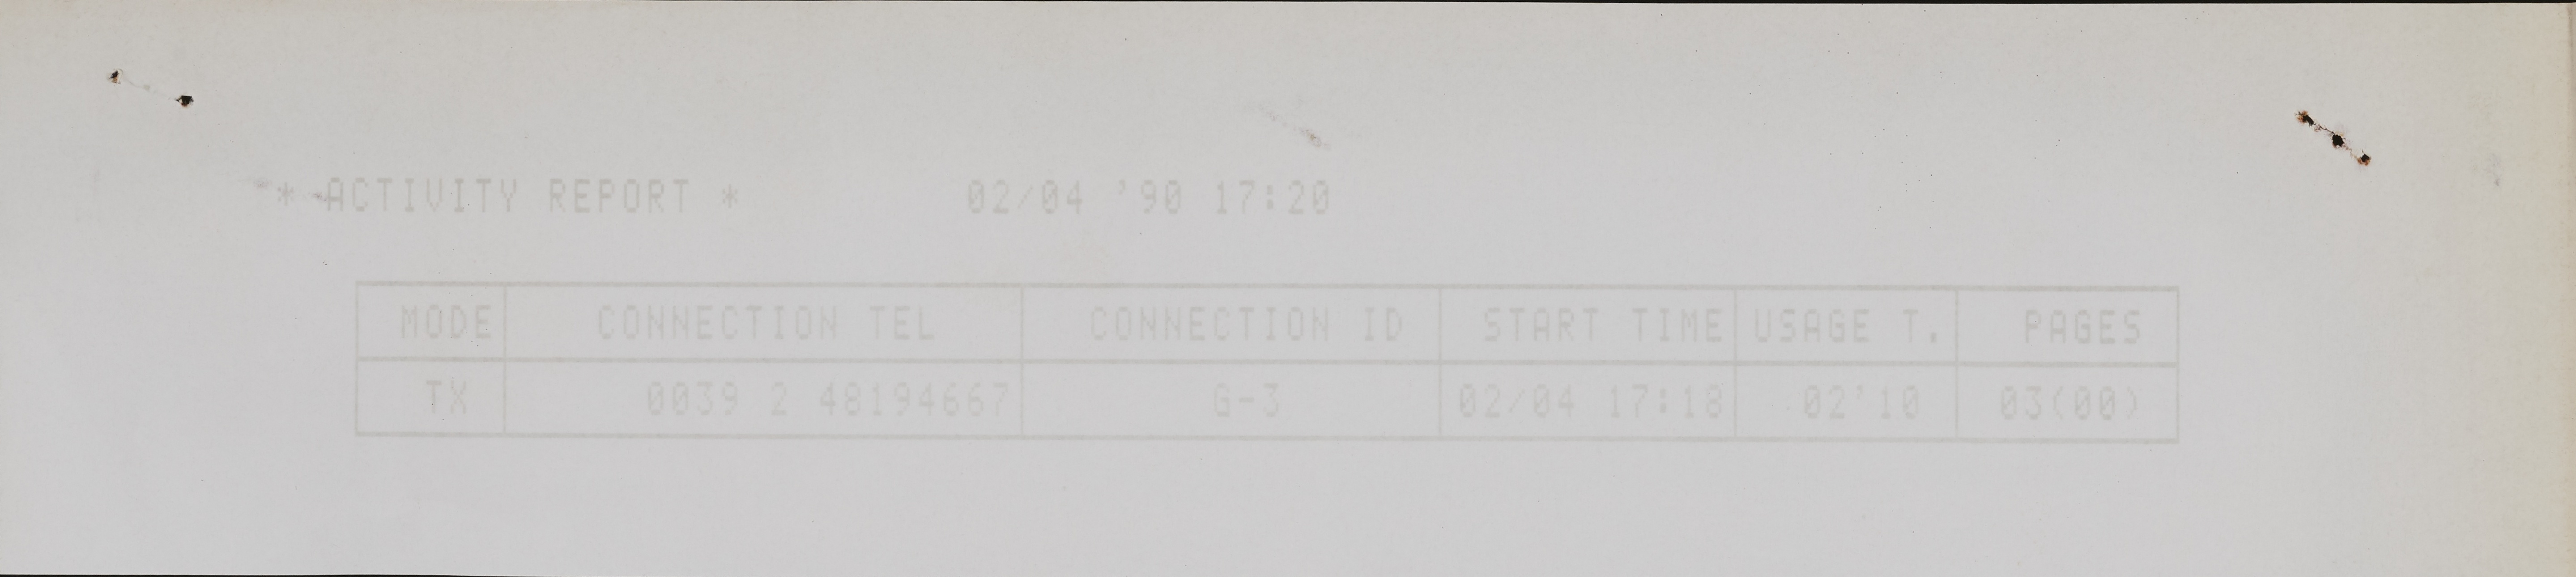 * ACTIVITY REPORT * 02/04 '90 17:20
MODE CONNECTION TEL CONNECTION ID START TIME USAGE T. PAGES
TX 0039 2 48194667 G-3 02/04 17:18 02'10 03(00)